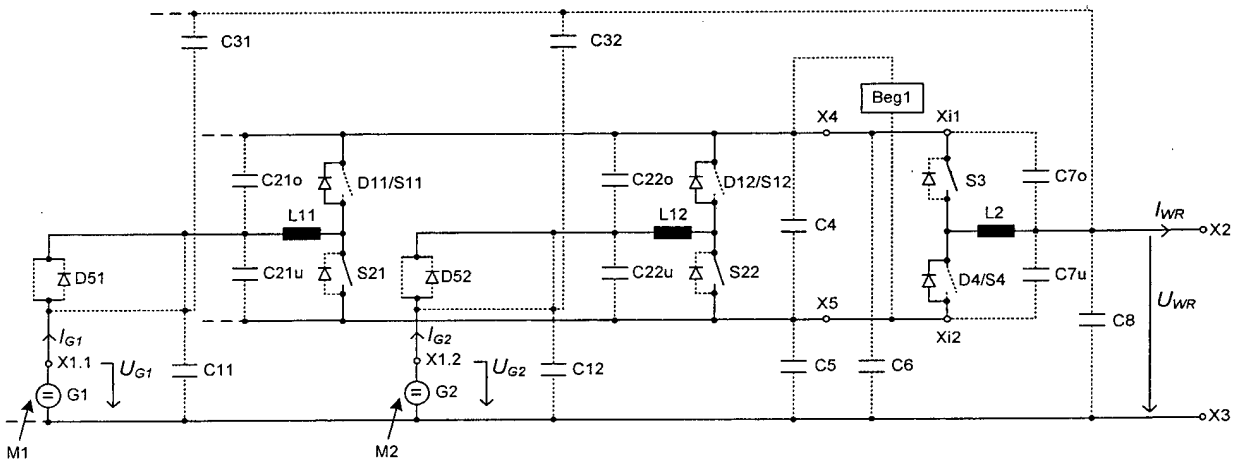 C31
C32
Beg1
X4
Xi1
C21o
D11/S11
C22o
D12/S12
S3
C7o
L11
L12
C4
L2
I_WR
X2
D51
C21u
S21
D52
C22u
S22
D4/S4
C7u
X5
U_WR
I_G1
I_G2
Xi2
C8
X1.1
U_G1
C11
X1.2
U_G2
C12
C5
C6
G1
G2
X3
M1
M2